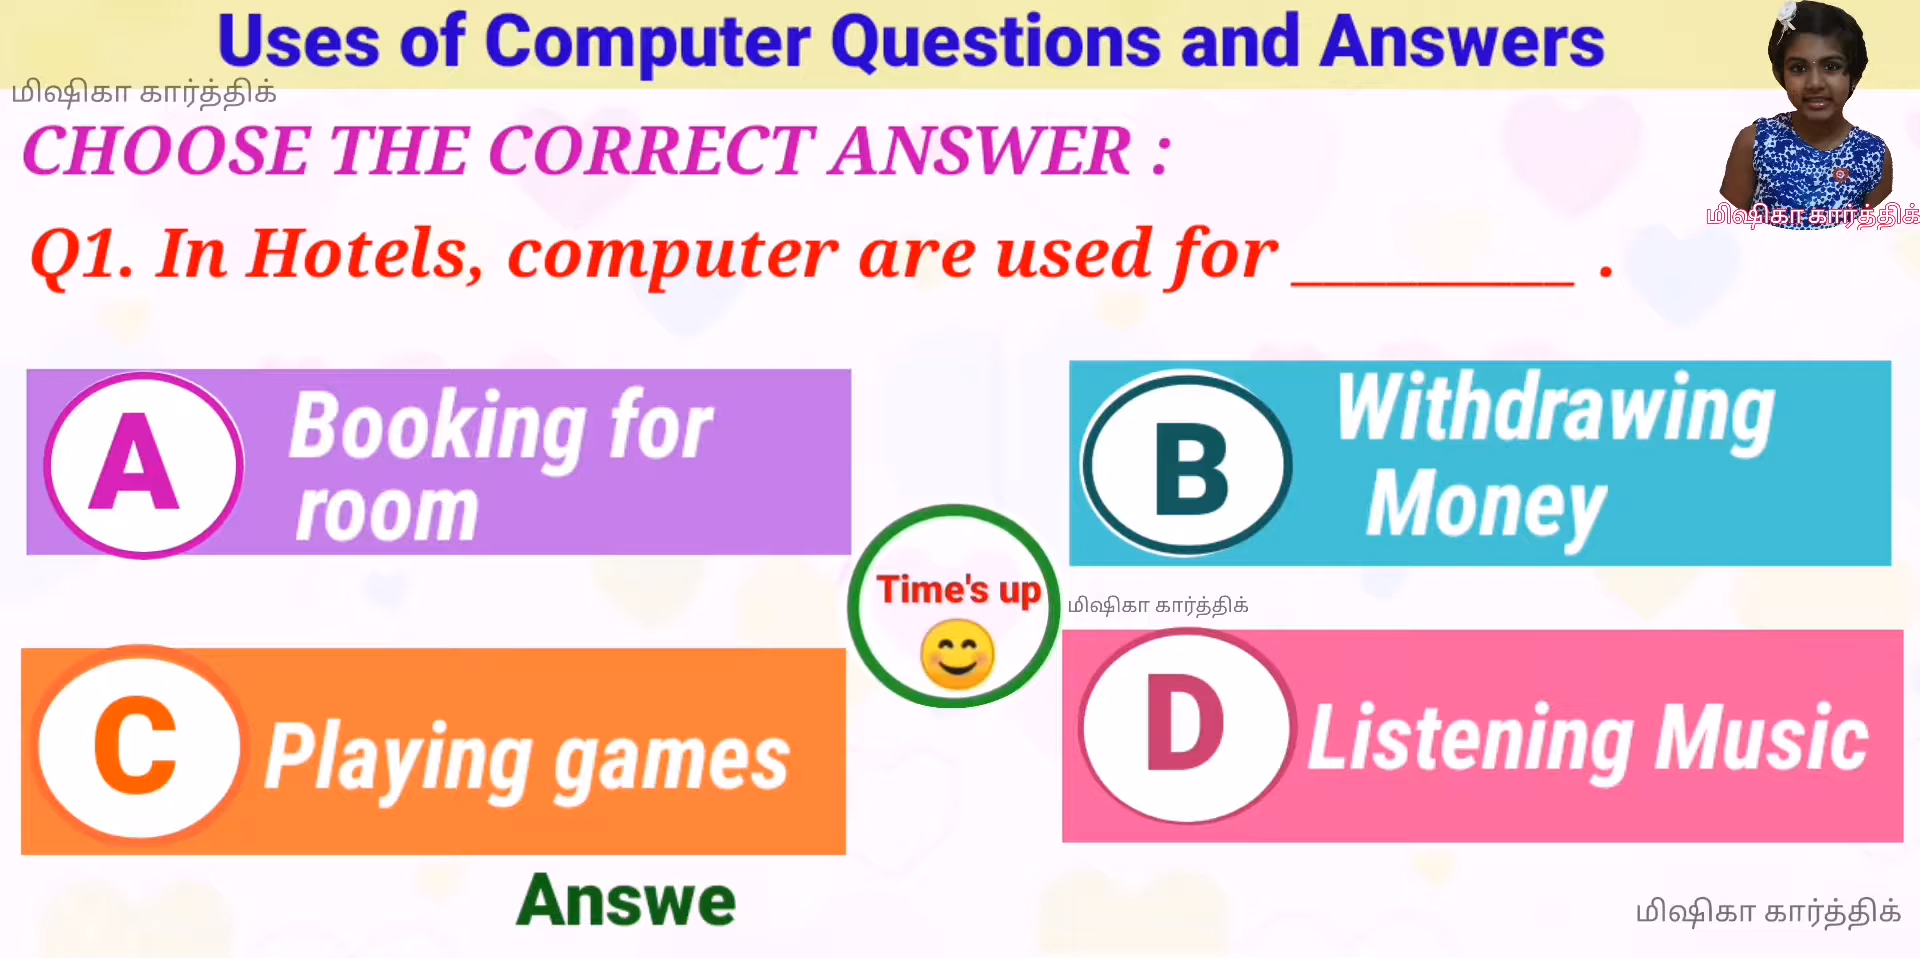 Uses of Computer Questions and Answers
மிஷிகா கார்த்திக்
CHOOSE THE CORRECT ANSWER :
மிஷிகா கார்த்திக்
Q1. In Hotels, computer are used for _________ .
A Booking for
room
B Withdrawing
Money
Time's up
மிஷிகா கார்த்திக்
C Playing games
D Listening Music
Answe
மிஷிகா கார்த்திக்